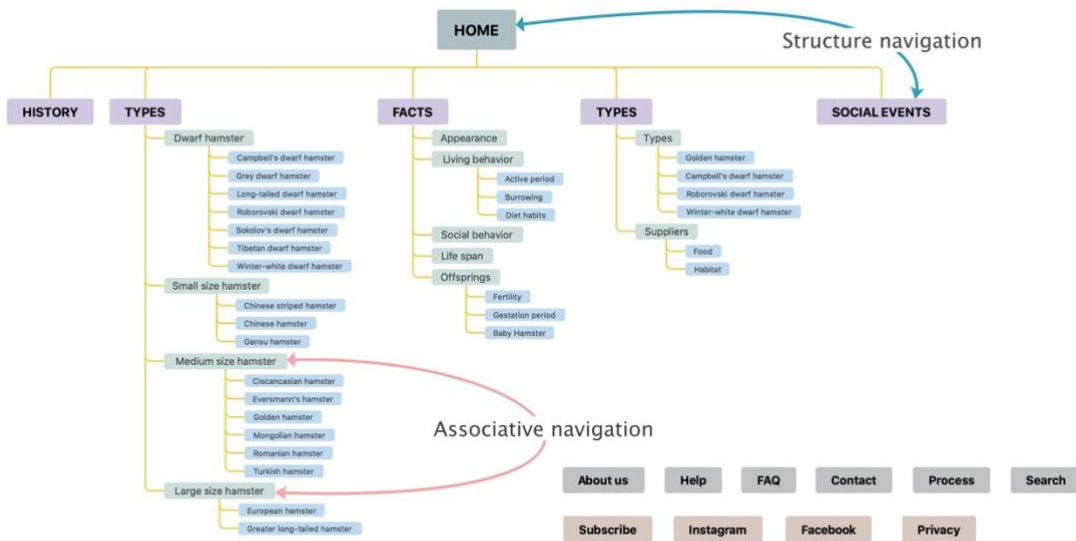 HOME
Structure navigation
HISTORY
TYPES
Dwarf hamster
Campbell's dwarf hamster
Grey dwarf hamster
Long-tailed dwarf hamster
Roborovski dwarf hamster
Sokolov's dwarf hamster
Tibetan dwarf hamster
Winter-white dwarf hamster
Small size hamster
Chinese striped hamster
Chinese hamster
Gansu hamster
Medium size hamster
Ciscancasian hamster
Eversmann's hamster
Golden hamster
Mongolian hamster
Romanian hamster
Turkish hamster
Large size hamster
European hamster
Greater long-tailed hamster
FACTS
Appearance
Living behavior
Active period
Burrowing
Diet habits
Social behavior
Life span
Offsprings
Fertility
Gestation period
Baby Hamster
TYPES
Types
Golden hamster
Campbell's dwarf hamster
Roborovski dwarf hamster
Winter-white dwarf hamster
Suppliers
Food
Habitat
SOCIAL EVENTS
Associative navigation
About us
Help
FAQ
Contact
Process
Search
Subscribe
Instagram
Facebook
Privacy